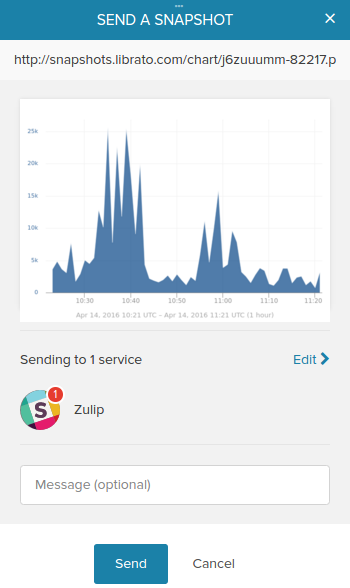 SEND A SNAPSHOT
×
http://snapshots.librato.com/chart/j6zuuumm-82217.p
25k
20k
15k
10k
5k
0
10:30 10:40 10:50 11:00 11:10 11:20
Apr 14, 2016 10:21 UTC – Apr 14, 2016 11:21 UTC (1 hour)
Sending to 1 service
Edit
S 1
Zulip
Message (optional)
Send Cancel